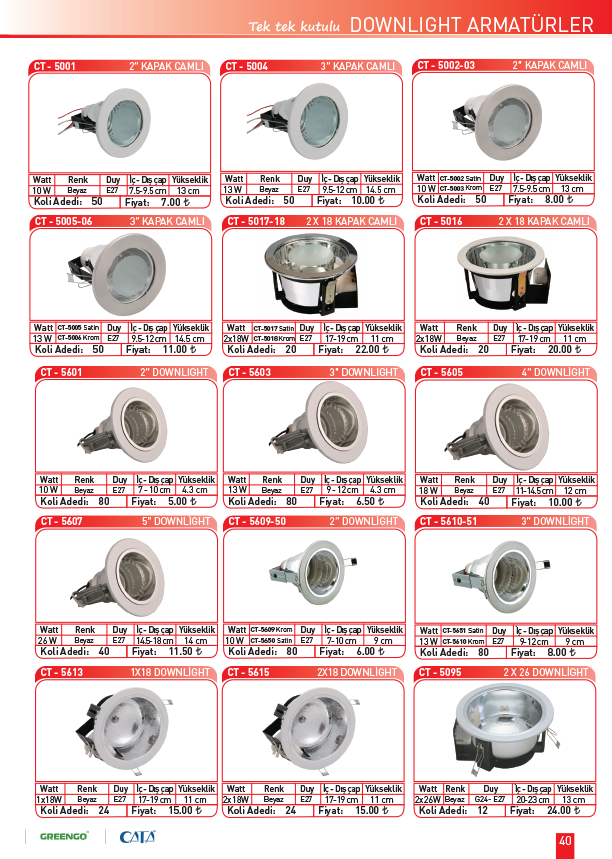 Tek tek kutulu DOWNLIGHT ARMATÜRLER
CT - 5001 2" KAPAK CAMLI
Watt Renk Duy İç - Dış çap Yükseklik
10 W Beyaz E27 7.5-9.5 cm 13 cm
Koli Adedi: 50 Fiyat: 7.00 ₺
CT - 5004 3" KAPAK CAMLI
Watt Renk Duy İç - Dış çap Yükseklik
13 W Beyaz E27 9.5-12 cm 14.5 cm
Koli Adedi: 50 Fiyat: 10.00 ₺
CT - 5002-03 2" KAPAK CAMLI
Watt CT-5002 Satin Duy İç - Dış çap Yükseklik
10 W CT-5003 Krom E27 7.5-9.5 cm 13 cm
Koli Adedi: 50 Fiyat: 8.00 ₺
CT - 5005-06 3" KAPAK CAMLI
Watt CT-5005 Satin Duy İç - Dış çap Yükseklik
13 W CT-5006 Krom E27 9.5-12 cm 14.5 cm
Koli Adedi: 50 Fiyat: 11.00 ₺
CT - 5017-18 2 X 18 KAPAK CAMLI
Watt CT-5017 Satin Duy İç - Dış çap Yükseklik
2x18W CT-5018 Krom E27 17-19 cm 11 cm
Koli Adedi: 20 Fiyat: 22.00 ₺
CT - 5016 2 X 18 KAPAK CAMLI
Watt Renk Duy İç - Dış çap Yükseklik
2x18W Beyaz E27 17-19 cm 11 cm
Koli Adedi: 20 Fiyat: 20.00 ₺
CT - 5601 2" DOWNLIGHT
Watt Renk Duy İç - Dış çap Yükseklik
10 W Beyaz E27 7 - 10 cm 4.3 cm
Koli Adedi: 80 Fiyat: 5.00 ₺
CT - 5603 3" DOWNLIGHT
Watt Renk Duy İç - Dış çap Yükseklik
13 W Beyaz E27 9 - 12 cm 4.3 cm
Koli Adedi: 80 Fiyat: 6.50 ₺
CT - 5605 4" DOWNLIGHT
Watt Renk Duy İç - Dış çap Yükseklik
18 W Beyaz E27 11-14.5 cm 12 cm
Koli Adedi: 40 Fiyat: 10.00 ₺
CT - 5607 5" DOWNLİGHT
Watt Renk Duy İç - Dış çap Yükseklik
26 W Beyaz E27 14.5-18 cm 14 cm
Koli Adedi: 40 Fiyat: 11.50 ₺
CT - 5609-50 2" DOWNLİGHT
Watt CT-5609 Krom Duy İç - Dış çap Yükseklik
10 W CT-5650 Satin E27 7-10 cm 9 cm
Koli Adedi: 80 Fiyat: 6.00 ₺
CT - 5610-51 3" DOWNLİGHT
Watt CT-5651 Satin Duy İç - Dış çap Yükseklik
13 W CT-5610 Krom E27 9-12 cm 9 cm
Koli Adedi: 80 Fiyat: 8.00 ₺
CT - 5613 1X18 DOWNLİGHT
Watt Renk Duy İç - Dış çap Yükseklik
1x18W Beyaz E27 17-19 cm 11 cm
Koli Adedi: 24 Fiyat: 15.00 ₺
CT - 5615 2X18 DOWNLİGHT
Watt Renk Duy İç - Dış çap Yükseklik
2x18W Beyaz E27 17-19 cm 11 cm
Koli Adedi: 24 Fiyat: 15.00 ₺
CT - 5095 2 X 26 DOWNLİGHT
Watt Renk Duy İç - Dış çap Yükseklik
2x26W Beyaz G24- E27 20-23 cm 13 cm
Koli Adedi: 12 Fiyat: 24.00 ₺
GREENGO® CATA® 40